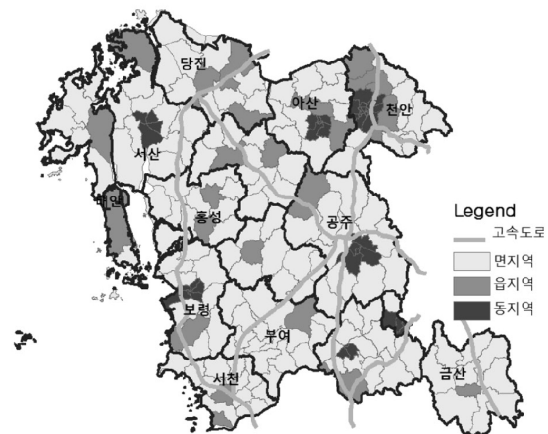 당진
아산
천안
서산
태안
홍성
공주
Legend
고속도로
면지역
읍지역
동지역
보령
부여
서천
금산